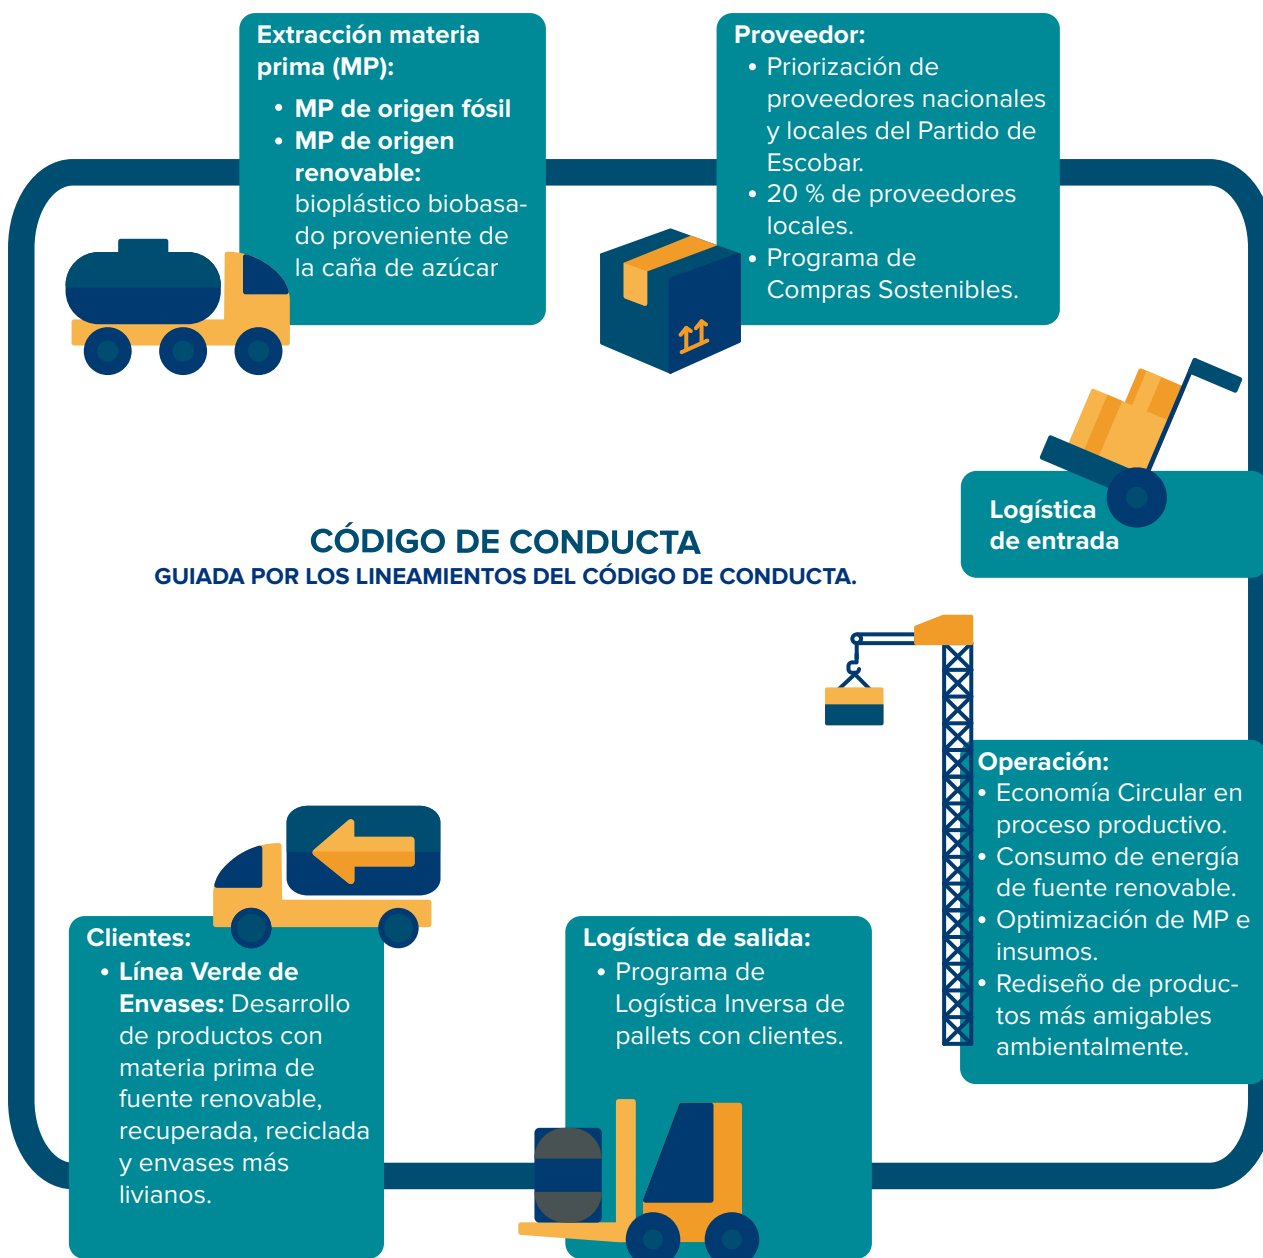 Extracción materia
prima (MP):
• MP de origen fósil
• MP de origen
renovable:
bioplástico biobasa-
do proveniente de
la caña de azúcar
Proveedor:
• Priorización de
proveedores nacionales
y locales del Partido de
Escobar.
• 20 % de proveedores
locales.
• Programa de
Compras Sostenibles.
Logística
de entrada
CÓDIGO DE CONDUCTA
GUIADA POR LOS LINEAMIENTOS DEL CÓDIGO DE CONDUCTA.
Operación:
• Economía Circular en
proceso productivo.
• Consumo de energía
de fuente renovable.
• Optimización de MP e
insumos.
• Rediseño de produc-
tos más amigables
ambientalmente.
Logística de salida:
• Programa de
Logística Inversa de
pallets con clientes.
Clientes:
• Línea Verde de
Envases: Desarrollo
de productos con
materia prima de
fuente renovable,
recuperada, reciclada
y envases más
livianos.